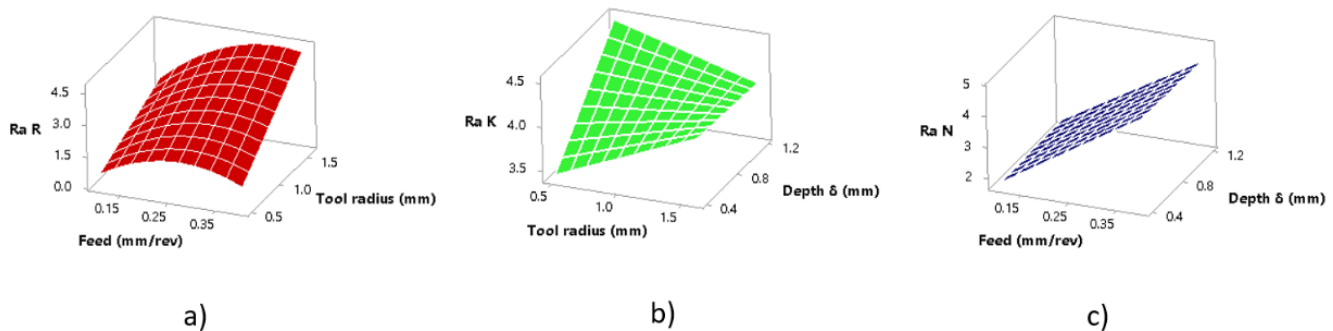 4.5
3.0
1.5
0.0
Ra R
0.15
0.25
0.35
Feed (mm/rev)
0.5
1.0
1.5
Tool radius (mm)
a)
4.5
4.0
3.5
Ra K
0.5
1.0
1.5
Tool radius (mm)
0.4
0.8
1.2
Depth δ (mm)
b)
5
4
3
2
Ra N
0.15
0.25
0.35
Feed (mm/rev)
0.4
0.8
1.2
Depth δ (mm)
c)